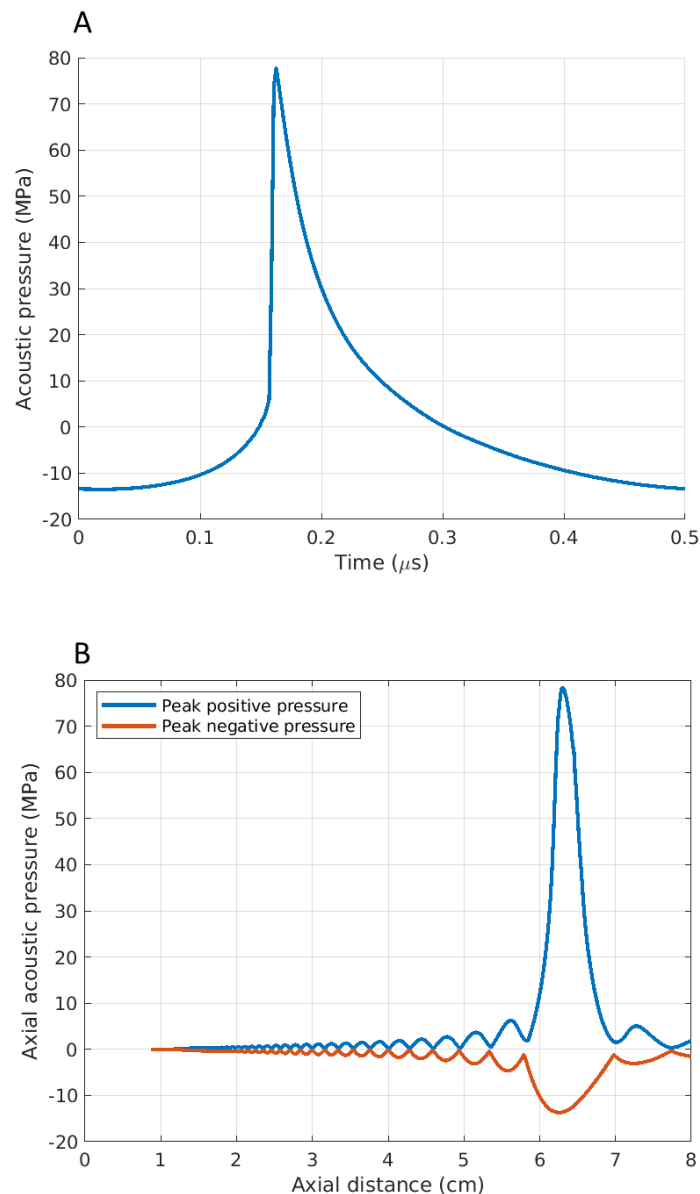 A
80
70
60
50
40
30
20
10
0
-10
-20
Acoustic pressure (MPa)
0 0.1 0.2 0.3 0.4 0.5
Time (μs)
B
80
70
60
50
40
30
20
10
0
-10
-20
Axial acoustic pressure (MPa)
Peak positive pressure
Peak negative pressure
0 1 2 3 4 5 6 7 8
Axial distance (cm)